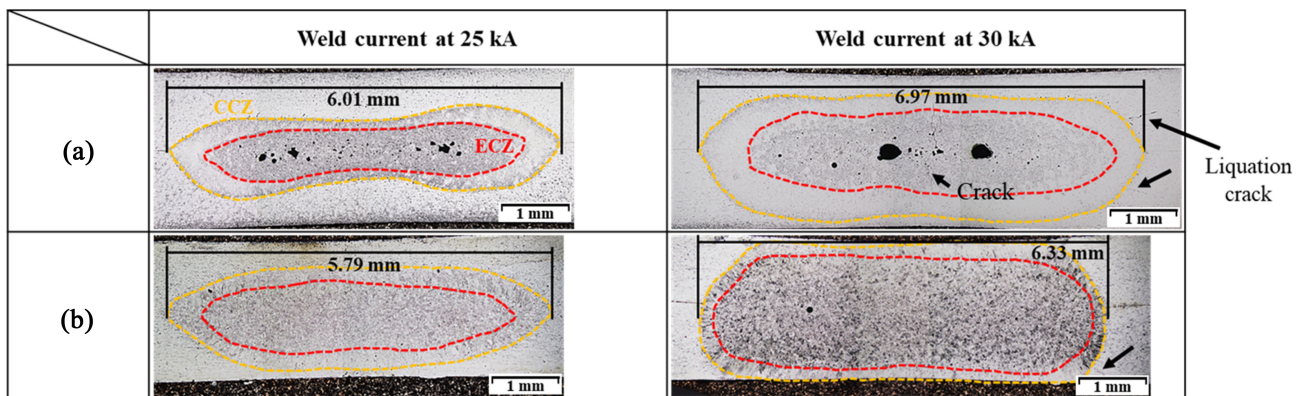 Weld current at 25 kA
Weld current at 30 kA
(a)
6.01 mm
CCZ
ECZ
1 mm
6.97 mm
Crack
1 mm
Liquation
crack
(b)
5.79 mm
1 mm
6.33 mm
1 mm